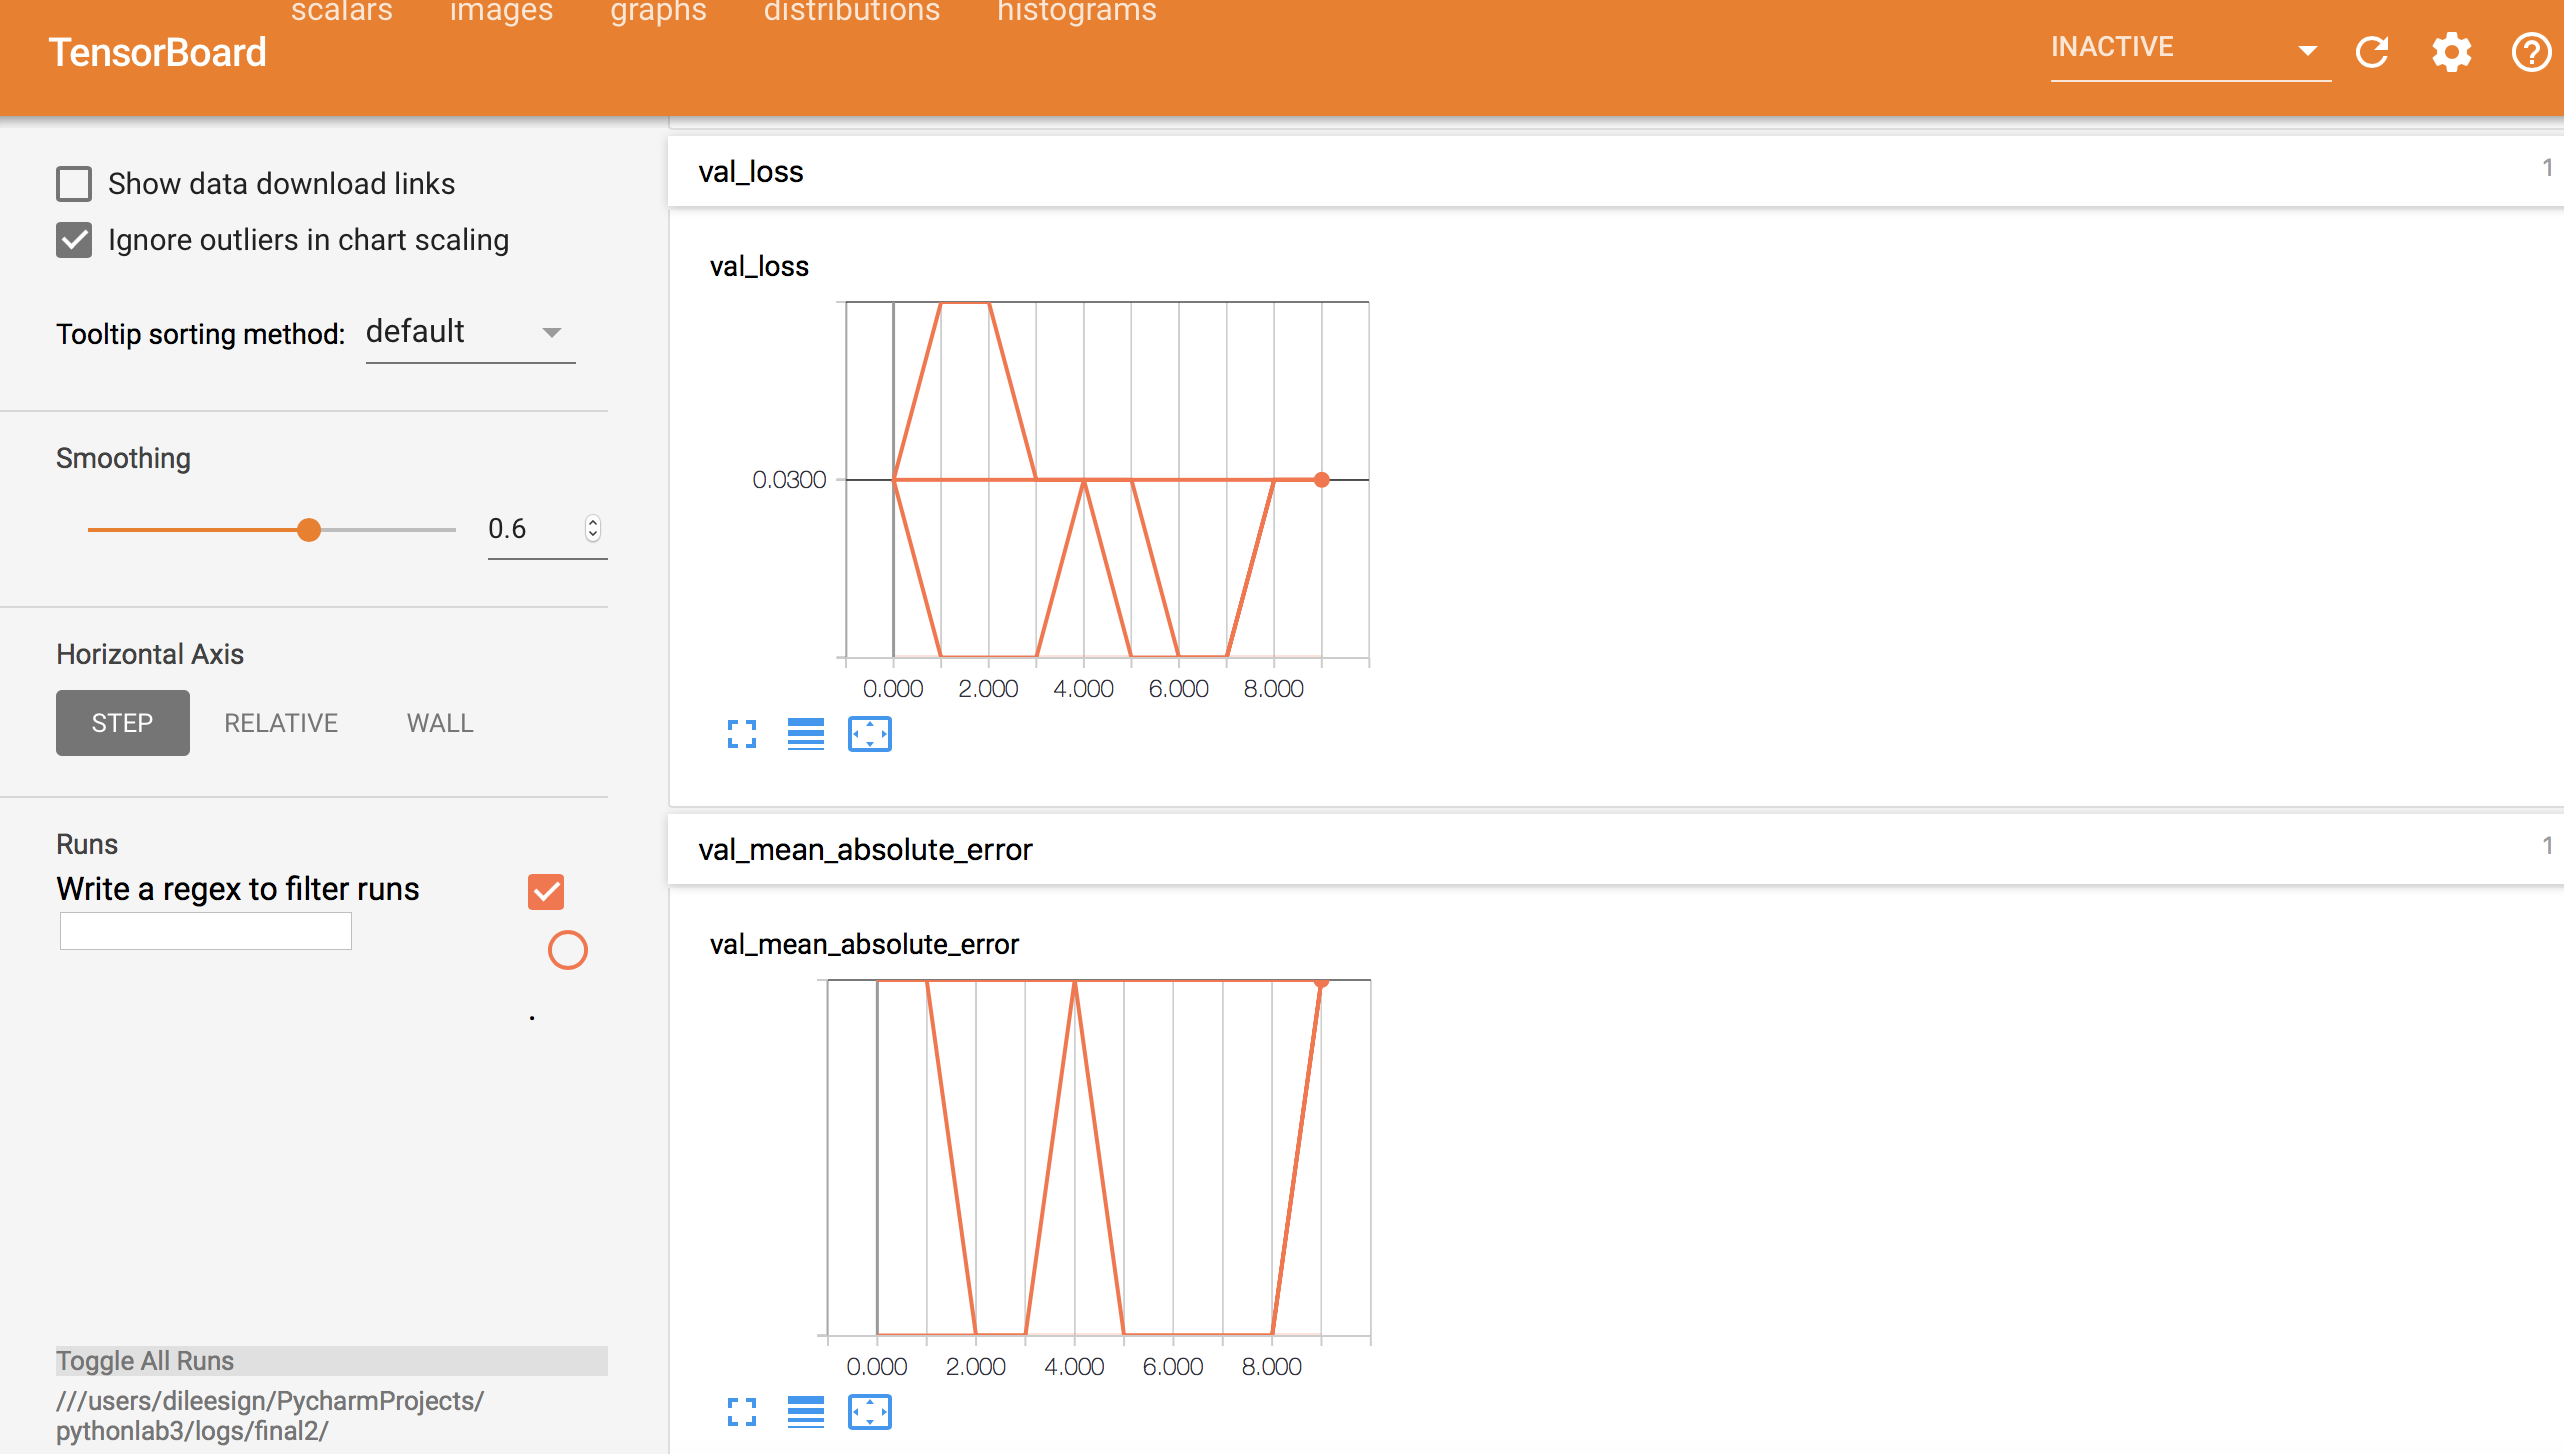 scalars images graphs distributions histograms
TensorBoard
INACTIVE
Show data download links
Ignore outliers in chart scaling
Tooltip sorting method: default
Smoothing
0.6
Horizontal Axis
STEP RELATIVE WALL
Runs
Write a regex to filter runs
.
Toggle All Runs
///users/dileesign/PycharmProjects/
pythonlab3/logs/final2/
val_loss 1
val_loss
0.0300
0.000 2.000 4.000 6.000 8.000
val_mean_absolute_error 1
val_mean_absolute_error
0.000 2.000 4.000 6.000 8.000